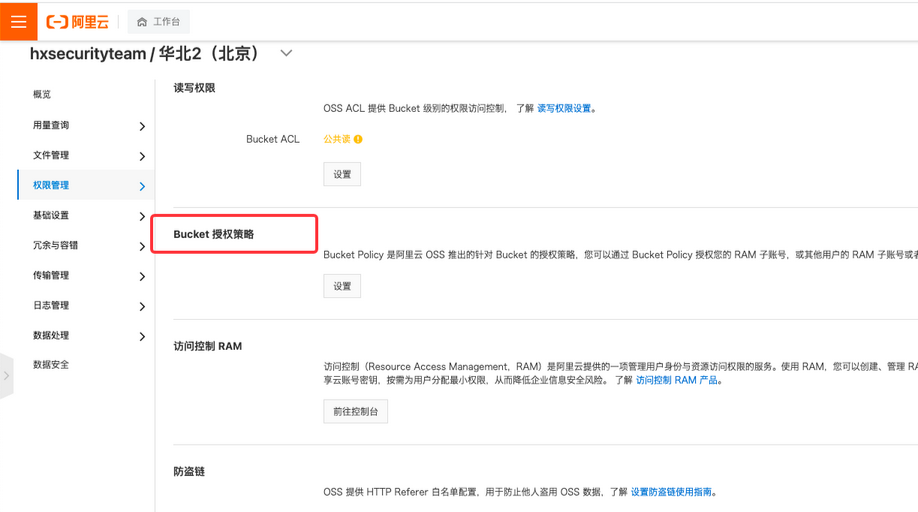 阿里云
工作台
hxsecurityteam / 华北2（北京）
概览
用量查询
文件管理
权限管理
基础设置
冗余与容错
传输管理
日志管理
数据处理
数据安全
读写权限
OSS ACL 提供 Bucket 级别的权限访问控制， 了解 读写权限设置。
Bucket ACL
公共读
设置
Bucket 授权策略
Bucket Policy 是阿里云 OSS 推出的针对 Bucket 的授权策略，您可以通过 Bucket Policy 授权您的 RAM 子账号，或其他用户的 RAM 子账号或
设置
访问控制 RAM
访问控制（Resource Access Management，RAM）是阿里云提供的一项管理用户身份与资源访问权限的服务。使用 RAM，您可以创建、管理 RA
享云账号密钥，按需为用户分配最小权限，从而降低企业信息安全风险。 了解 访问控制 RAM 产品。
前往控制台
防盗链
OSS 提供 HTTP Referer 白名单配置，用于防止他人盗用 OSS 数据，了解 设置防盗链使用指南。